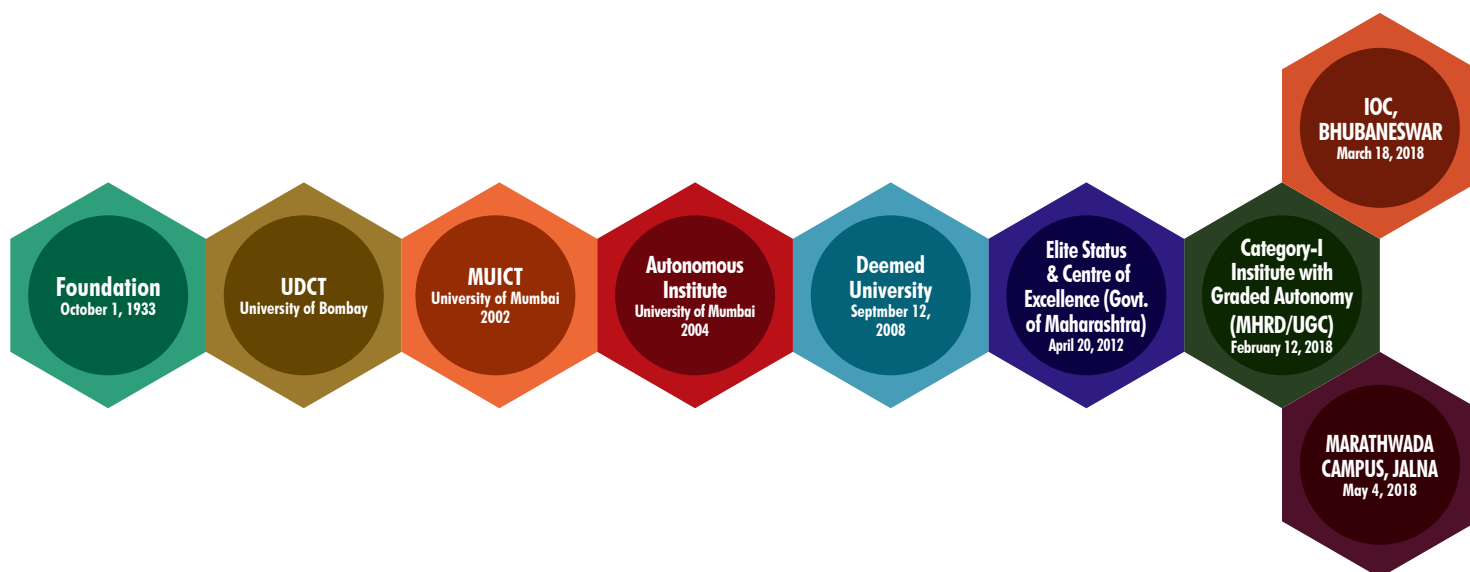 Foundation
October 1, 1933
UDCT
University of Bombay
MUICT
University of Mumbai
2002
Autonomous
Institute
University of Mumbai
2004
Deemed
University
Septmber 12,
2008
Elite Status
& Centre of
Excellence (Govt.
of Maharashtra)
April 20, 2012
Category-I
Institute with
Graded Autonomy
(MHRD/UGC)
February 12, 2018
IOC,
BHUBANESWAR
March 18, 2018
MARATHWADA
CAMPUS, JALNA
May 4, 2018